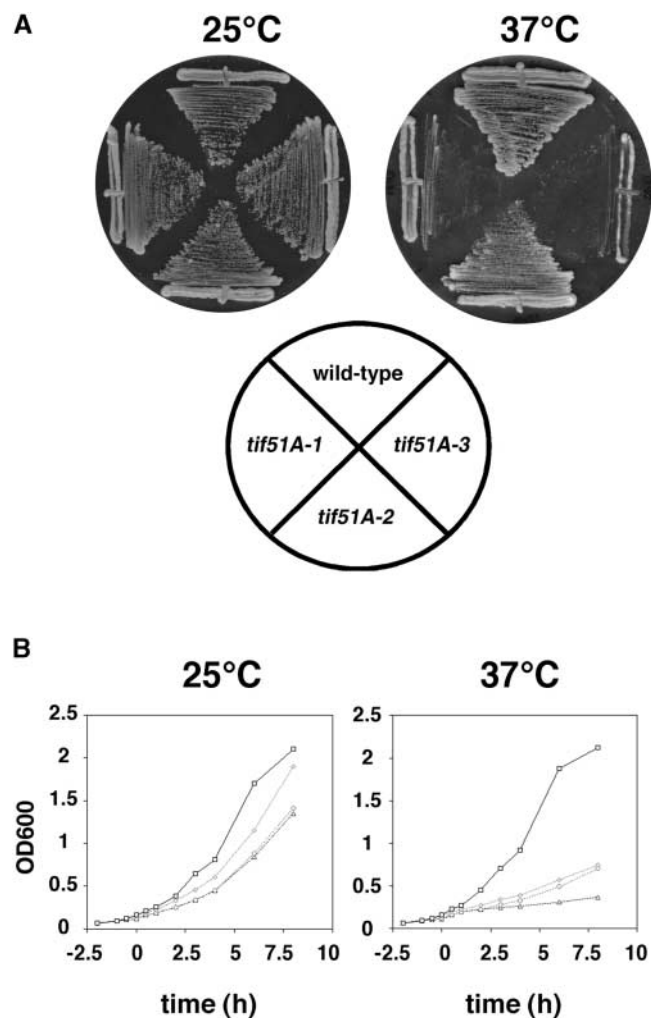 A
25°C 37°C
wild-type
tif51A-1 tif51A-3
tif51A-2
B
25°C 37°C
2.5 2.5
2 2
1.5 1.5
1 1
0.5 0.5
0 0
OD600
-2.5 0 2.5 5 7.5 10 -2.5 0 2.5 5 7.5 10
time (h) time (h)